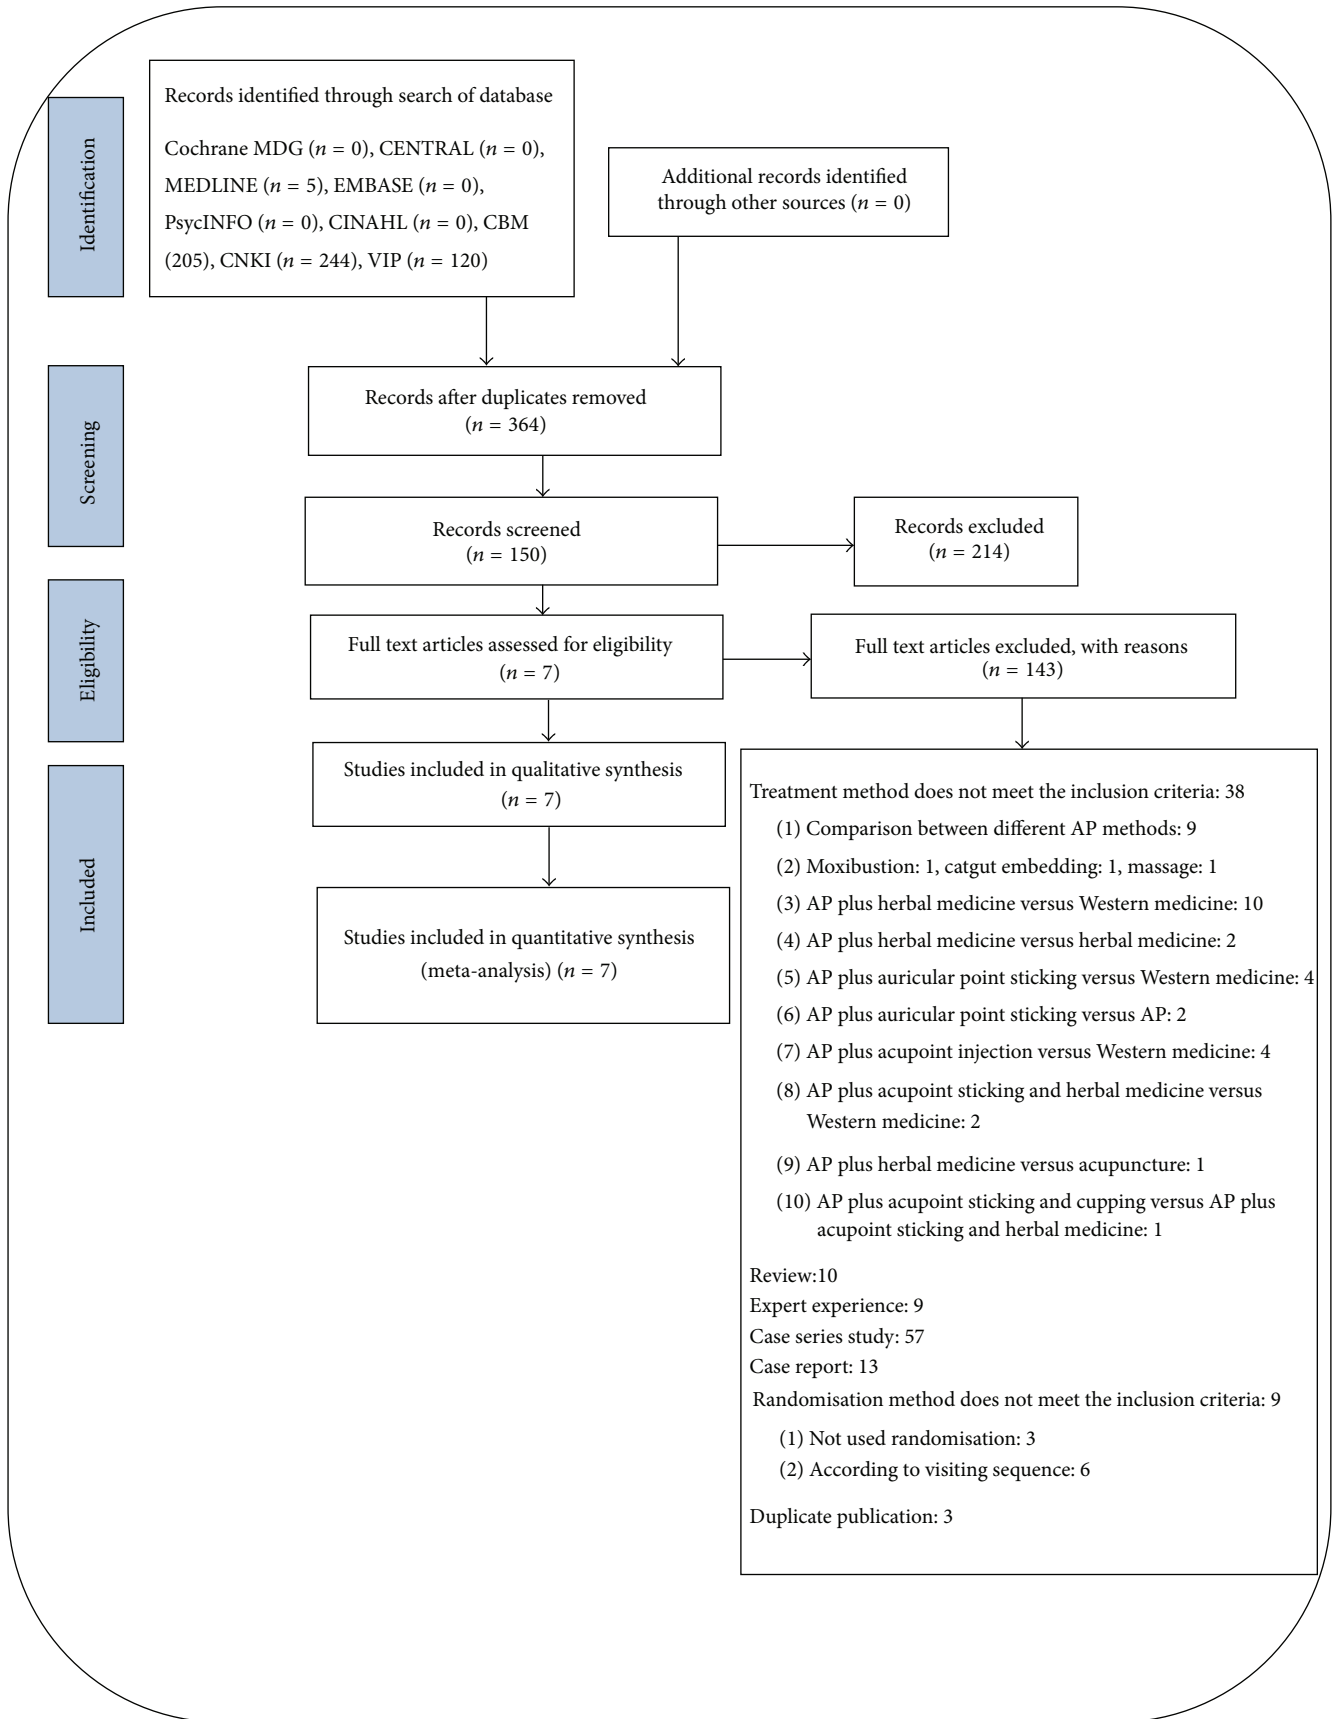 Identification
Records identified through search of database
Cochrane MDG (n = 0), CENTRAL (n = 0),
MEDLINE (n = 5), EMBASE (n = 0),
PsycINFO (n = 0), CINAHL (n = 0), CBM
(205), CNKI (n = 244), VIP (n = 120)
Additional records identified
through other sources (n = 0)
Screening
Records after duplicates removed
(n = 364)
Records screened
(n = 150)
Records excluded
(n = 214)
Eligibility
Full text articles assessed for eligibility
(n = 7)
Full text articles excluded, with reasons
(n = 143)
Included
Studies included in qualitative synthesis
(n = 7)
Studies included in quantitative synthesis
(meta-analysis) (n = 7)
Treatment method does not meet the inclusion criteria: 38
(1) Comparison between different AP methods: 9
(2) Moxibustion: 1, catgut embedding: 1, massage: 1
(3) AP plus herbal medicine versus Western medicine: 10
(4) AP plus herbal medicine versus herbal medicine: 2
(5) AP plus auricular point sticking versus Western medicine: 4
(6) AP plus auricular point sticking versus AP: 2
(7) AP plus acupoint injection versus Western medicine: 4
(8) AP plus acupoint sticking and herbal medicine versus
Western medicine: 2
(9) AP plus herbal medicine versus acupuncture: 1
(10) AP plus acupoint sticking and cupping versus AP plus
acupoint sticking and herbal medicine: 1
Review:10
Expert experience: 9
Case series study: 57
Case report: 13
Randomisation method does not meet the inclusion criteria: 9
(1) Not used randomisation: 3
(2) According to visiting sequence: 6
Duplicate publication: 3